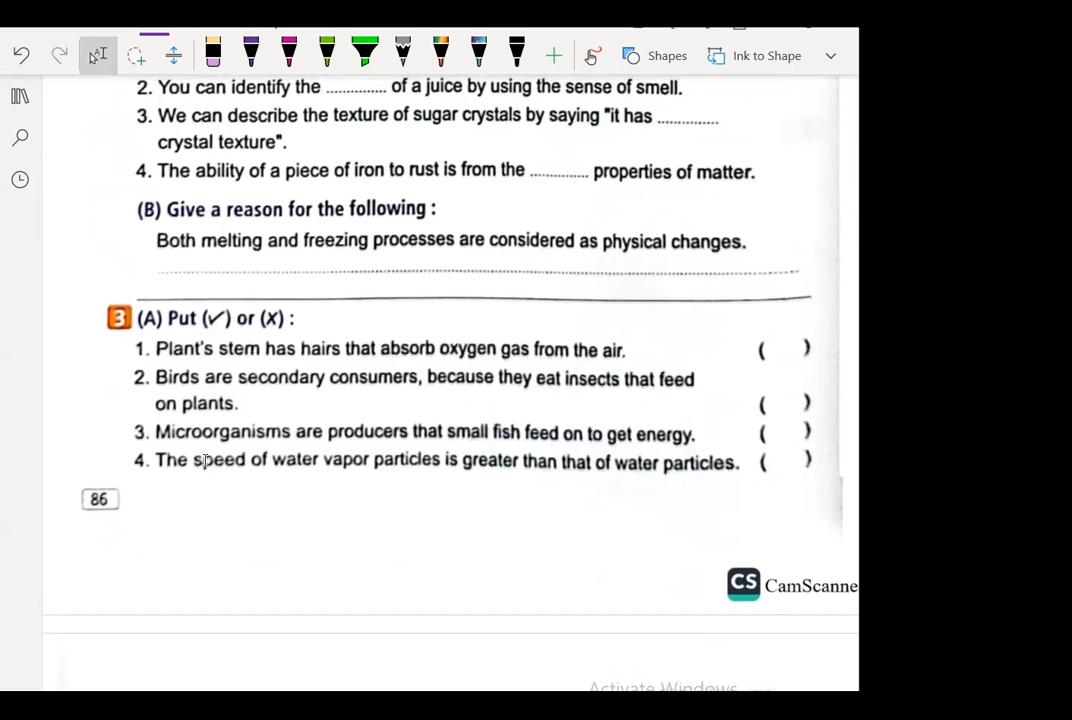 Shapes
Ink to Shape
2. You can identify the .............. of a juice by using the sense of smell.
3. We can describe the texture of sugar crystals by saying "it has ..............
crystal texture".
4. The ability of a piece of iron to rust is from the .............. properties of matter.
(B) Give a reason for the following :
Both melting and freezing processes are considered as physical changes.
3 (A) Put (✓) or (x) :
1. Plant's stem has hairs that absorb oxygen gas from the air. ( )
2. Birds are secondary consumers, because they eat insects that feed
on plants. ( )
3. Microorganisms are producers that small fish feed on to get energy. ( )
4. The speed of water vapor particles is greater than that of water particles. ( )
86
CS CamScanne
Activate Windows